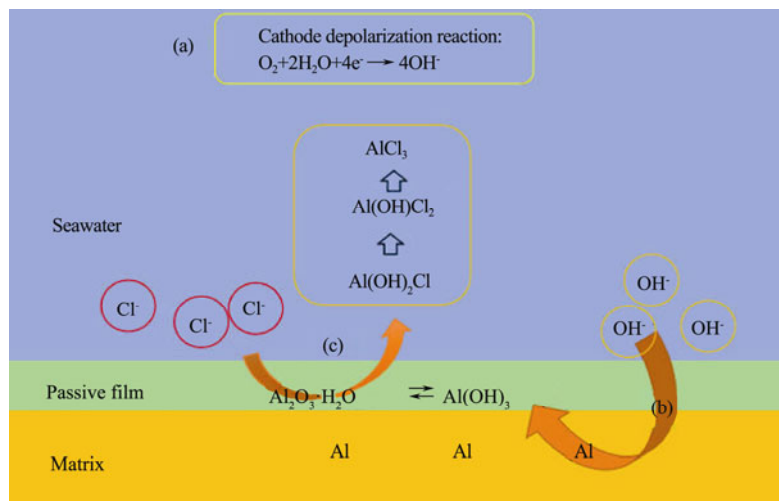 (a)
Cathode depolarization reaction:
O₂+2H₂O+4e⁻ → 4OH⁻
AlCl₃
Al(OH)Cl₂
Seawater
Al(OH)₂Cl
Cl⁻ Cl⁻ Cl⁻
OH⁻ OH⁻ OH⁻
(c)
Passive film
Al₂O₃·H₂O ⇌ Al(OH)₃
(b)
Matrix
Al Al Al